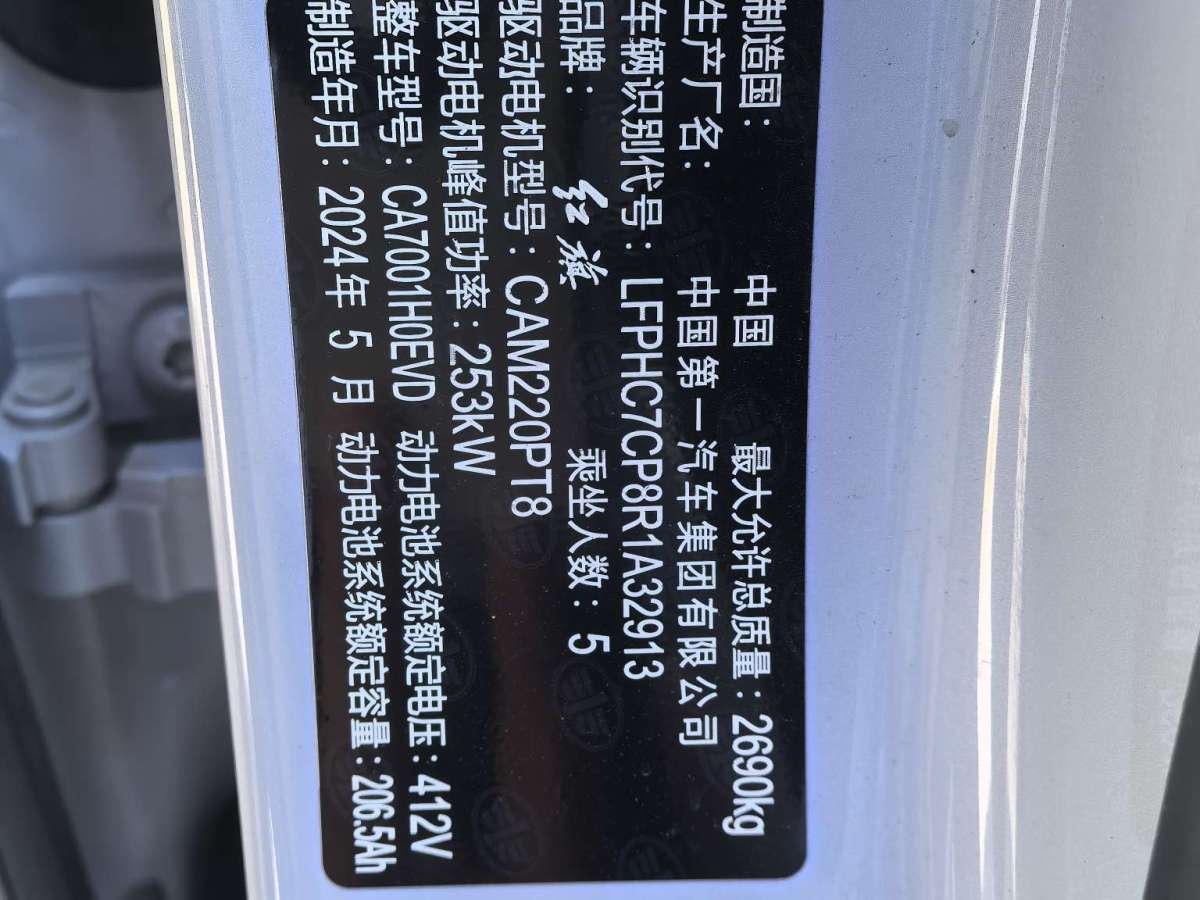 制造国： 中国 最大允许总质量：2690kg
生产厂名： 中国第一汽车集团有限公司
车辆识别代号：LFPHC7CP8R1A32913
品牌： 红旗 乘坐人数：5
驱动电机型号：CAM220PT8
驱动电机峰值功率：253kW
整车型号：CA7001H0EVD 动力电池系统额定电压：412V
制造年月：2024年5月 动力电池系统额定容量：206.5Ah